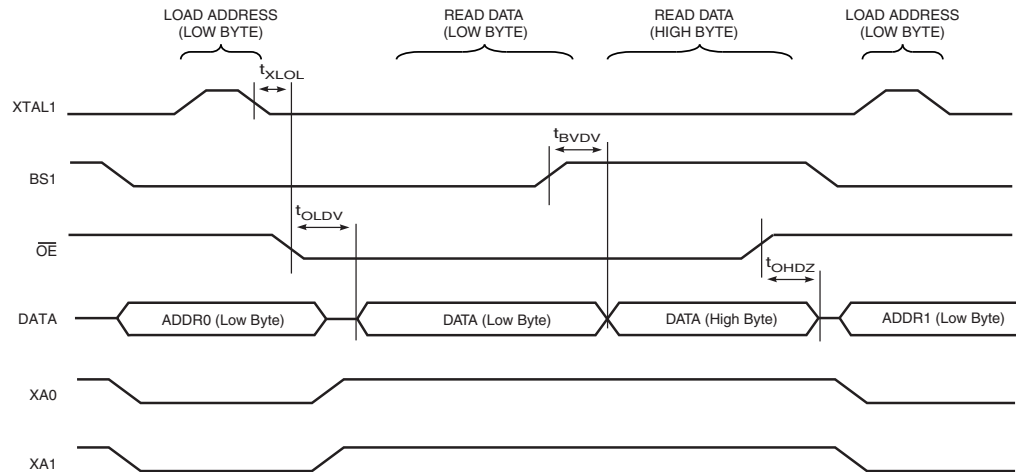 LOAD ADDRESS
(LOW BYTE)
READ DATA
(LOW BYTE)
READ DATA
(HIGH BYTE)
LOAD ADDRESS
(LOW BYTE)
tXLOL
XTAL1
tBVDV
BS1
tOLDV
OE
tOHDZ
DATA
ADDR0 (Low Byte)
DATA (Low Byte)
DATA (High Byte)
ADDR1 (Low Byte)
XA0
XA1